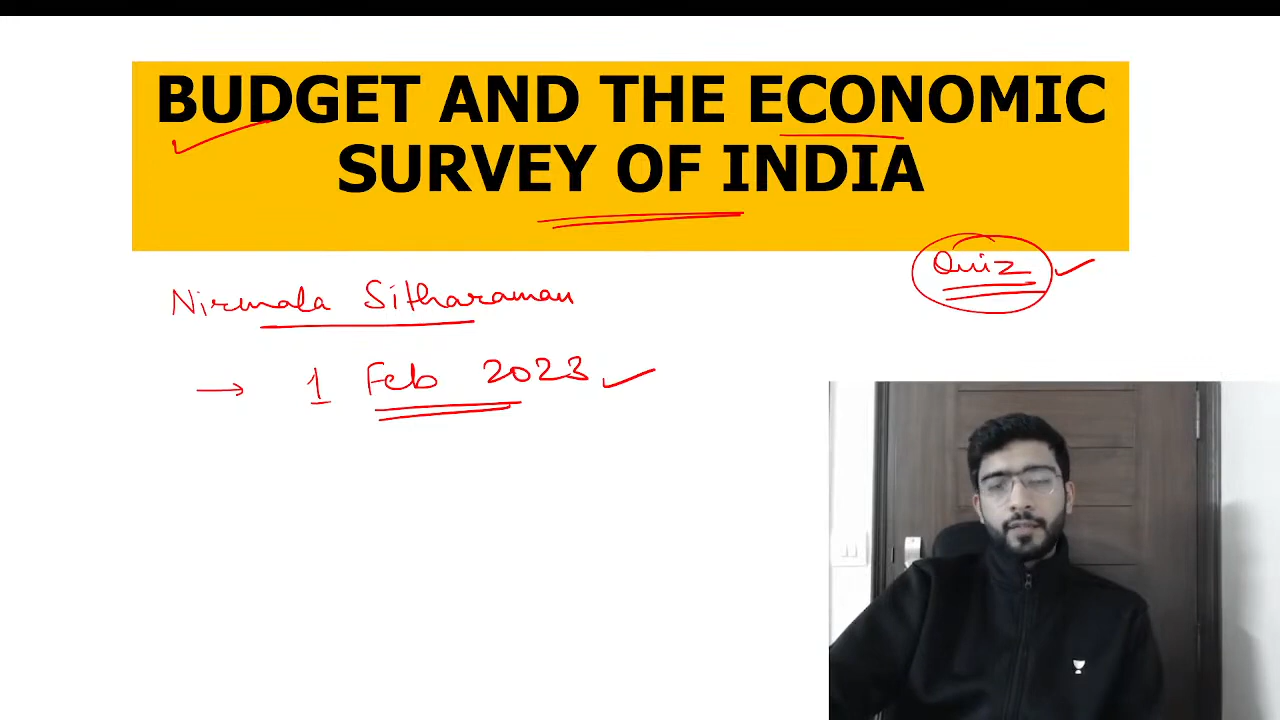 BUDGET AND THE ECONOMIC
SURVEY OF INDIA
Quiz
Nirmala Sitharaman
→ 1 Feb 2023